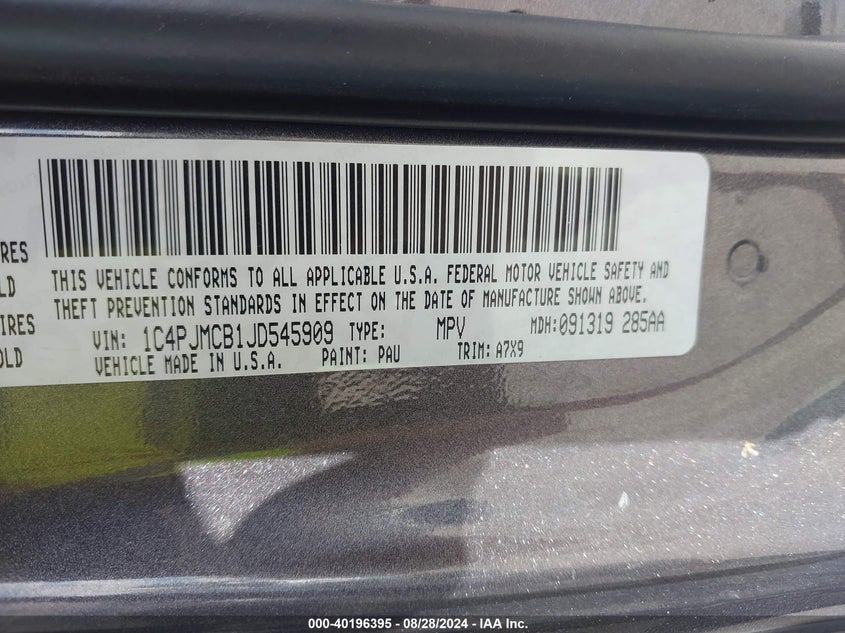 IRES
LD
IRES
OLD
THIS VEHICLE CONFORMS TO ALL APPLICABLE U.S.A. FEDERAL MOTOR VEHICLE SAFETY AND
THEFT PREVENTION STANDARDS IN EFFECT ON THE DATE OF MANUFACTURE SHOWN ABOVE.
VIN: 1C4PJMCB1JD545909 TYPE: MPV MDH:091319 285AA
VEHICLE MADE IN U.S.A. PAINT: PAU TRIM: A7X9
000-40196395 - 08/28/2024 - IAA Inc.